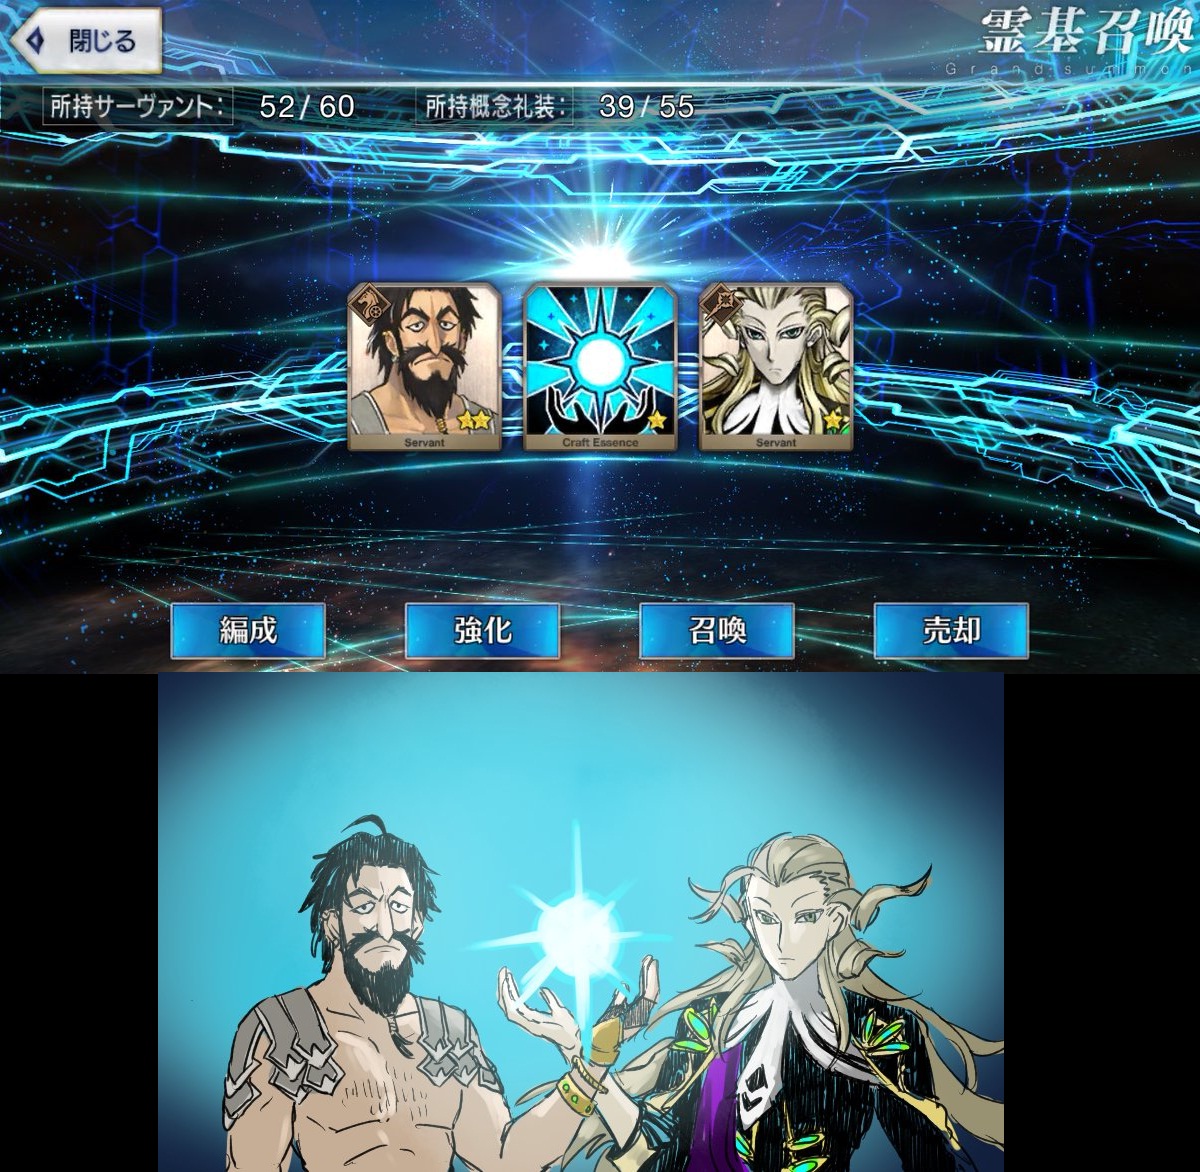 閉じる
霊基召喚
Grand summon
所持サーヴァント: 52/60 所持概念礼装: 39/55
Servant
Craft Essence
Servant
編成
強化
召喚
売却